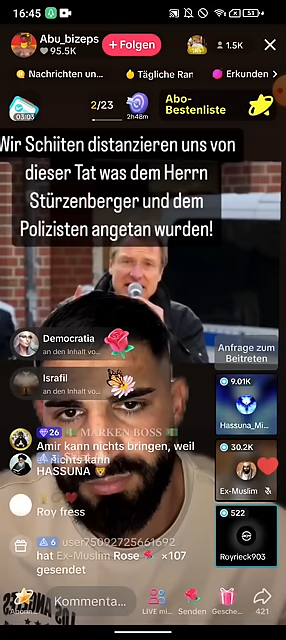 16:45
51
Abu_bizeps
95.5K
+ Folgen
1.5K
Nachrichten un...
Tägliche Ran
Erkunden
03:03
2/23
2h48m
Abo-
Bestenliste
Wir Schiiten distanzieren uns von
dieser Tat was dem Herrn
Stürzenberger und dem
Polizisten angetan wurden!
Democratia
an den Inhalt vo...
Israfil
an den Inhalt vo...
Anfrage zum
Beitreten
9.01K
Hassuna_Mi...
26 MARKEN BOSS
Amir kann nichts bringen, weil
nichts kann
HASSUNA
30.2K
Ex-Muslim
Roy fress
522
Royrieck903
6 user75092725661692
hat Ex-Muslim Rose ×107
gesendet
Abonn
Kommenta...
LIVE mi...
Senden
Gesche...
421